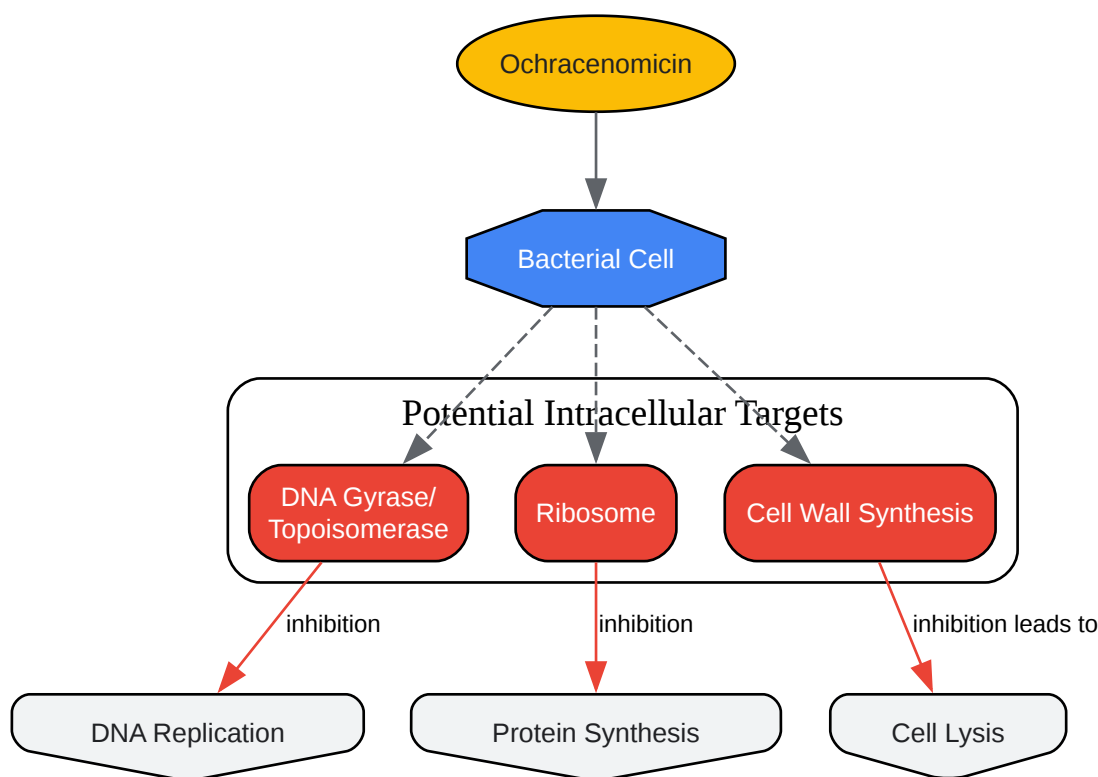 Ochracenomicin
Bacterial Cell
Potential Intracellular Targets
DNA Gyrase/
Topoisomerase
Ribosome
Cell Wall Synthesis
inhibition
inhibition
inhibition leads to
DNA Replication
Protein Synthesis
Cell Lysis